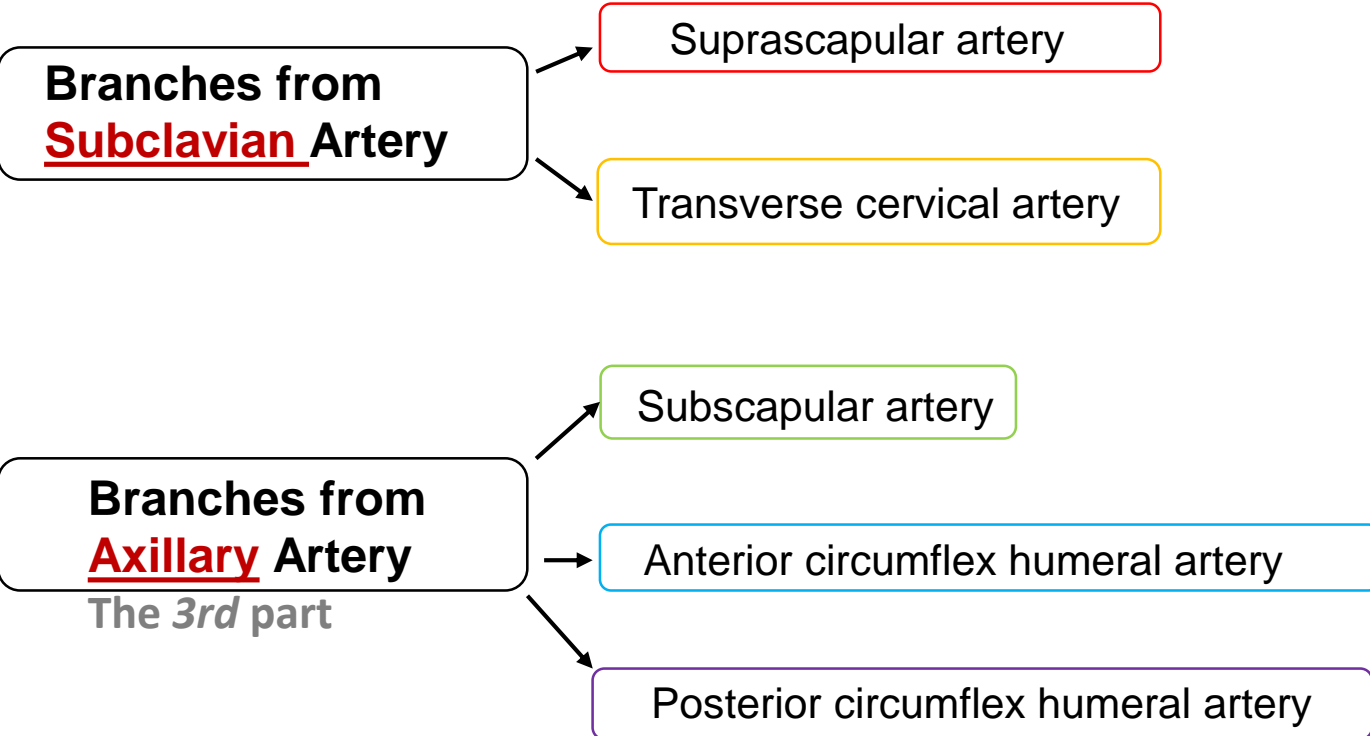 Branches from
Subclavian Artery
Suprascapular artery
Transverse cervical artery
Branches from
Axillary Artery
The 3rd part
Subscapular artery
Anterior circumflex humeral artery
Posterior circumflex humeral artery